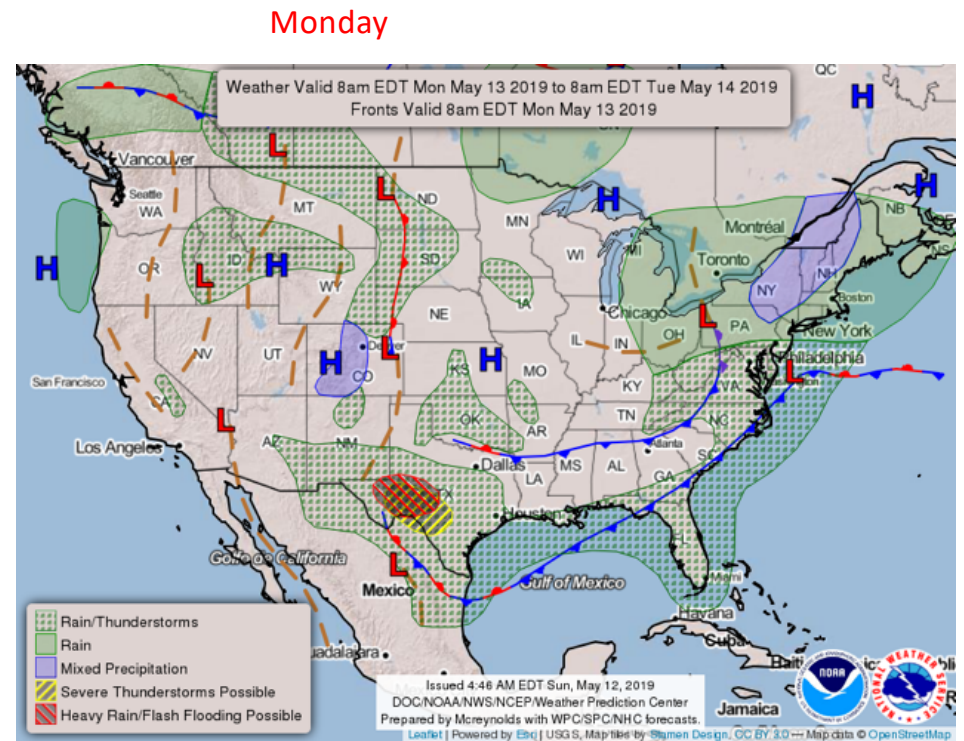 Monday
Weather Valid 8am EDT Mon May 13 2019 to 8am EDT Tue May 14 2019
Fronts Valid 8am EDT Mon May 13 2019
QC
H
Vancouver
L
L
ND
H
H
Seattle
WA
MT
MN
Montréal
NB
NS
OR
ID
H
SD
WI
MI
Toronto
H
L
WY
IA
NY
NH
Boston
NE
Chicago
L
PA
New York
NV
UT
H
Denver
L
CO
KS
H
MO
IL
IN
OH
Philadelphia
L
San Francisco
CA
KY
VA
L
OK
AR
TN
NC
Los Angeles
AZ
NM
Dallas
MS
AL
Atlanta
SC
GA
LA
TX
Houston
FL
Golfo de California
L
Mexico
Gulf of Mexico
Miami
Havana
Cuba
Rain/Thunderstorms
Rain
Mixed Precipitation
Severe Thunderstorms Possible
Heavy Rain/Flash Flooding Possible
Issued 4:46 AM EDT Sun, May 12, 2019
DOC/NOAA/NWS/NCEP/Weather Prediction Center
Prepared by Mcreynolds with WPC/SPC/NHC forecasts.
Jamaica
NOAA
NATIONAL WEATHER SERVICE
Leaflet | Powered by Esri | USGS, Map tiles by Stamen Design, CC BY 3.0 — Map data © OpenStreetMap